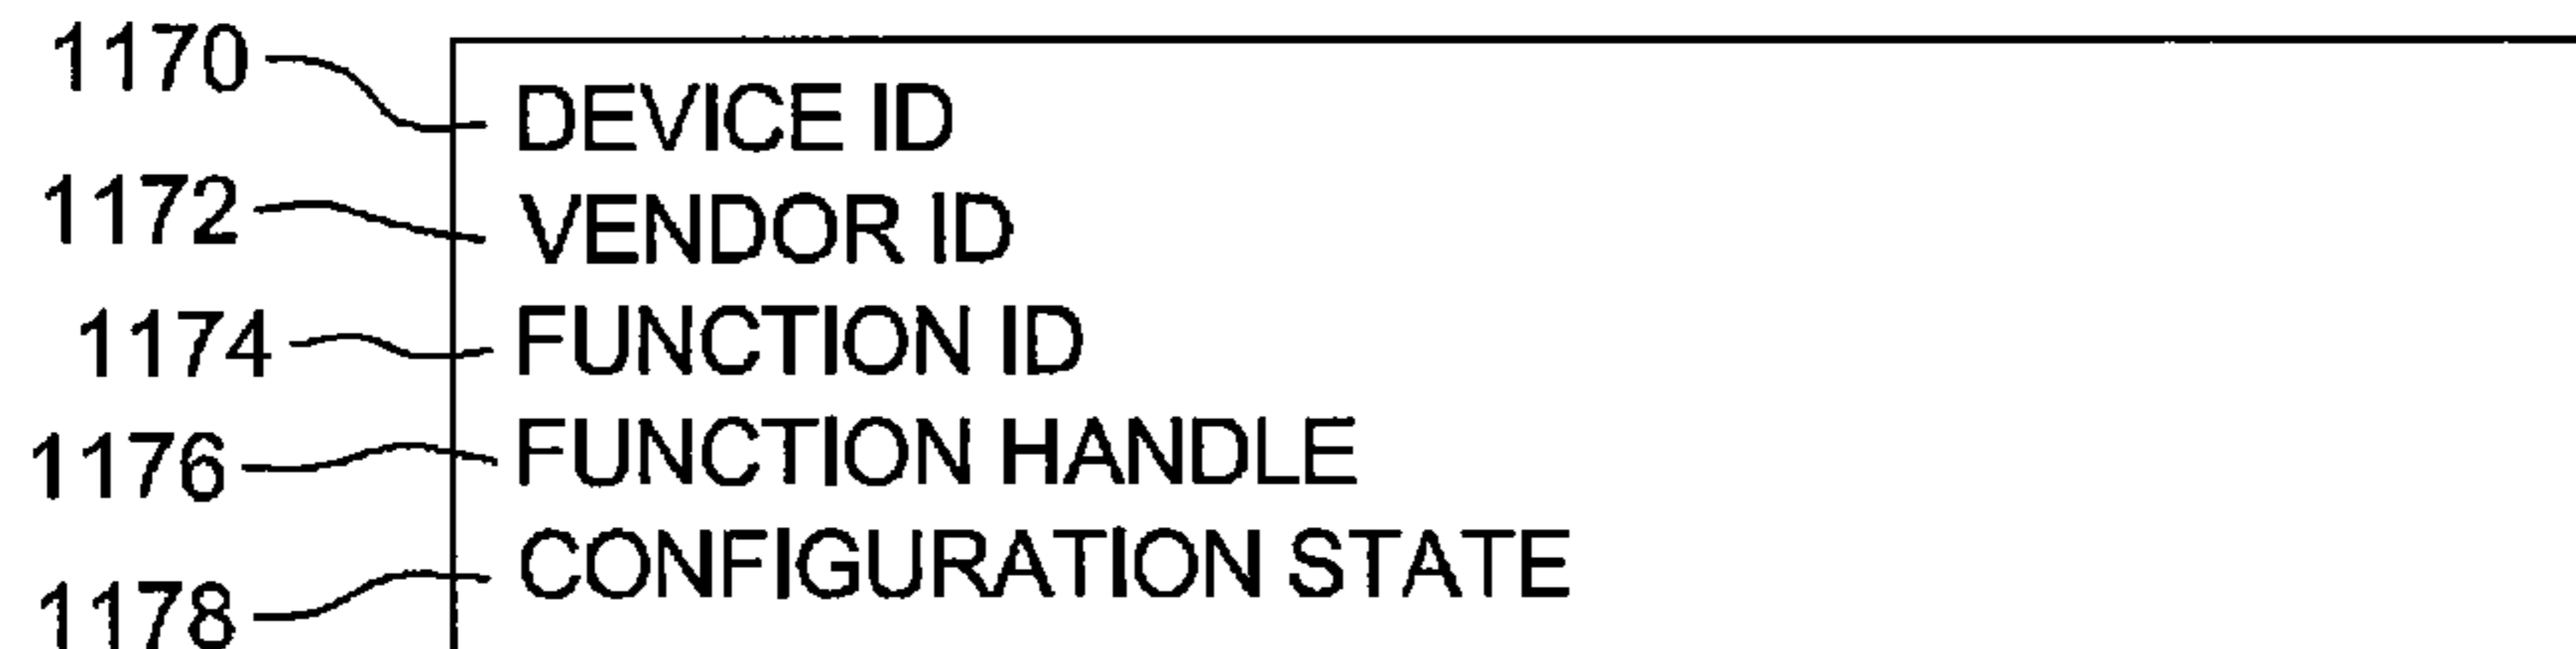 1170 DEVICE ID
1172 VENDOR ID
1174 FUNCTION ID
1176 FUNCTION HANDLE
1178 CONFIGURATION STATE